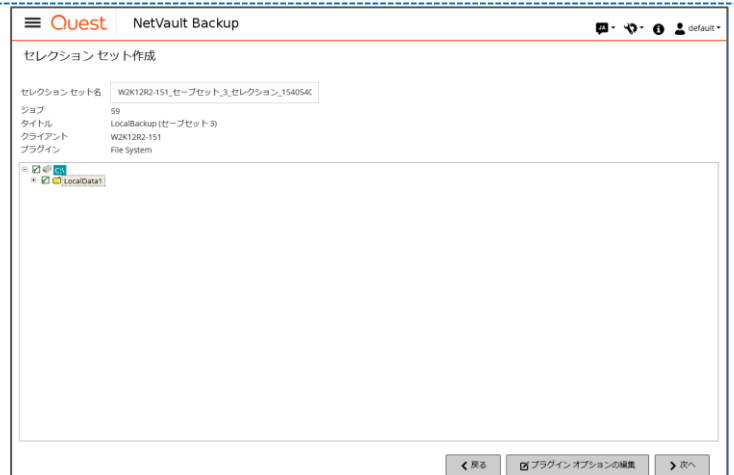 Quest NetVault Backup
JA
default
セレクション セット作成
セレクション セット名 W2K12R2-151_セーブセット_3_セレクション_154054C
ジョブ 59
タイトル LocalBackup (セーブセット 3)
クライアント W2K12R2-151
プラグイン File System
C:\
LocalData1
戻る プラグイン オプションの編集 次へ